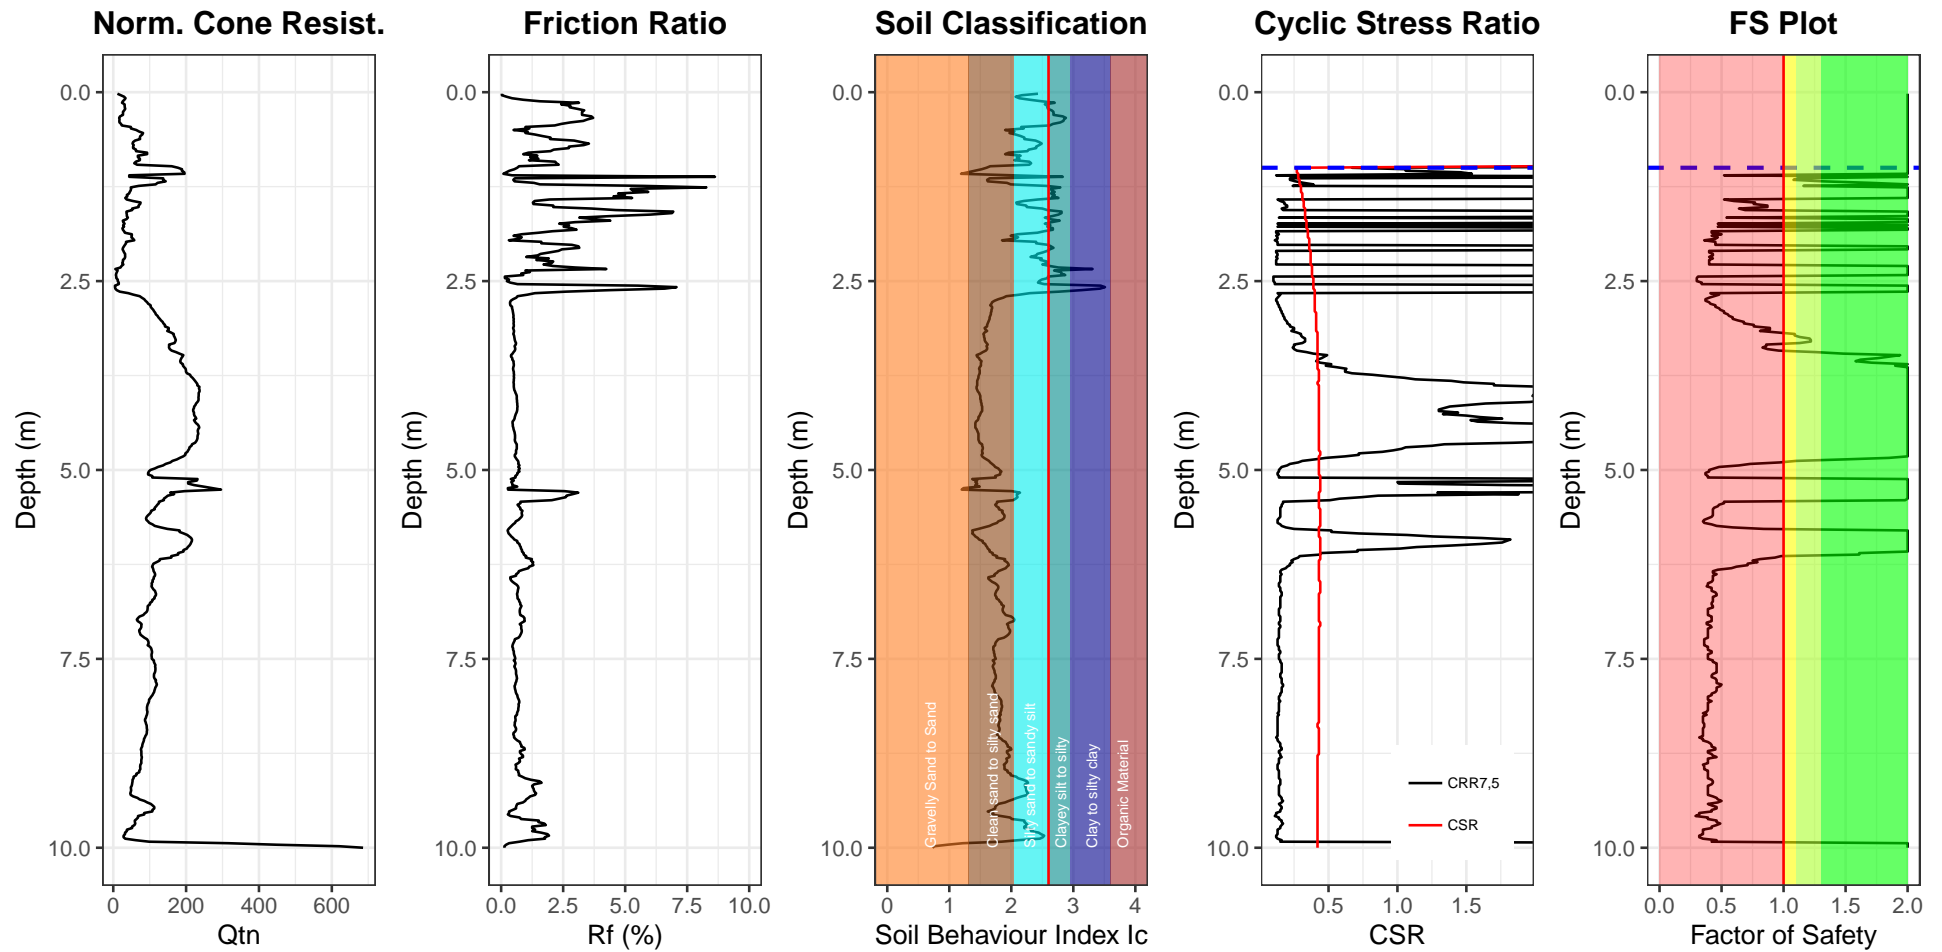 Norm. Cone Resist.
Friction Ratio
Soil Classification
Cyclic Stress Ratio
FS Plot
Depth (m)
0.0
2.5
5.0
7.5
10.0
0
200
400
600
Qtn
Depth (m)
0.0
2.5
5.0
7.5
10.0
0.0
2.5
5.0
7.5
10.0
Rf (%)
Depth (m)
0.0
2.5
5.0
7.5
10.0
Gravelly Sand to Sand
Clean sand to silty sand
Silty sand to sandy silt
Clayey silt to silty
Clay to silty clay
Organic Material
0
1
2
3
4
Soil Behaviour Index Ic
Depth (m)
0.0
2.5
5.0
7.5
10.0
CRR7,5
CSR
0.5
1.0
1.5
CSR
Depth (m)
0.0
2.5
5.0
7.5
10.0
0.0
0.5
1.0
1.5
2.0
Factor of Safety